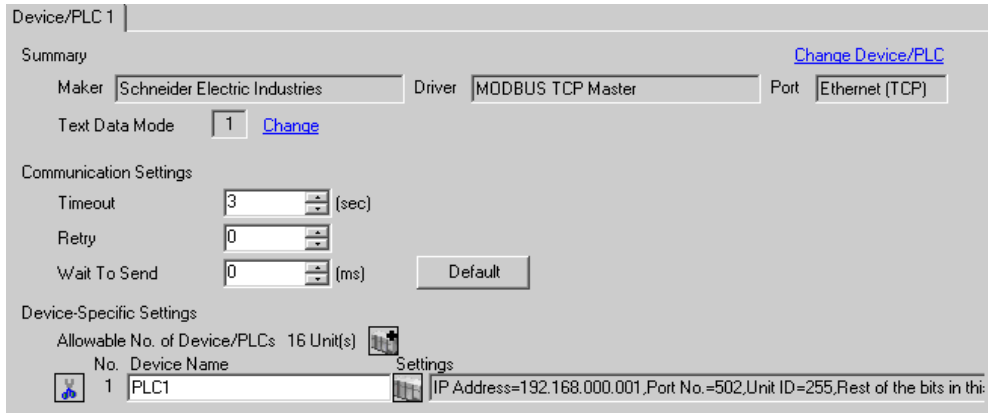 Device/PLC 1
Summary Change Device/PLC
Maker Schneider Electric Industries Driver MODBUS TCP Master Port Ethernet (TCP)
Text Data Mode 1 Change
Communication Settings
Timeout 3 (sec)
Retry 0
Wait To Send 0 (ms) Default
Device-Specific Settings
Allowable No. of Device/PLCs 16 Unit(s)
No. Device Name Settings
1 PLC1 IP Address=192.168.000.001,Port No.=502,Unit ID=255,Rest of the bits in